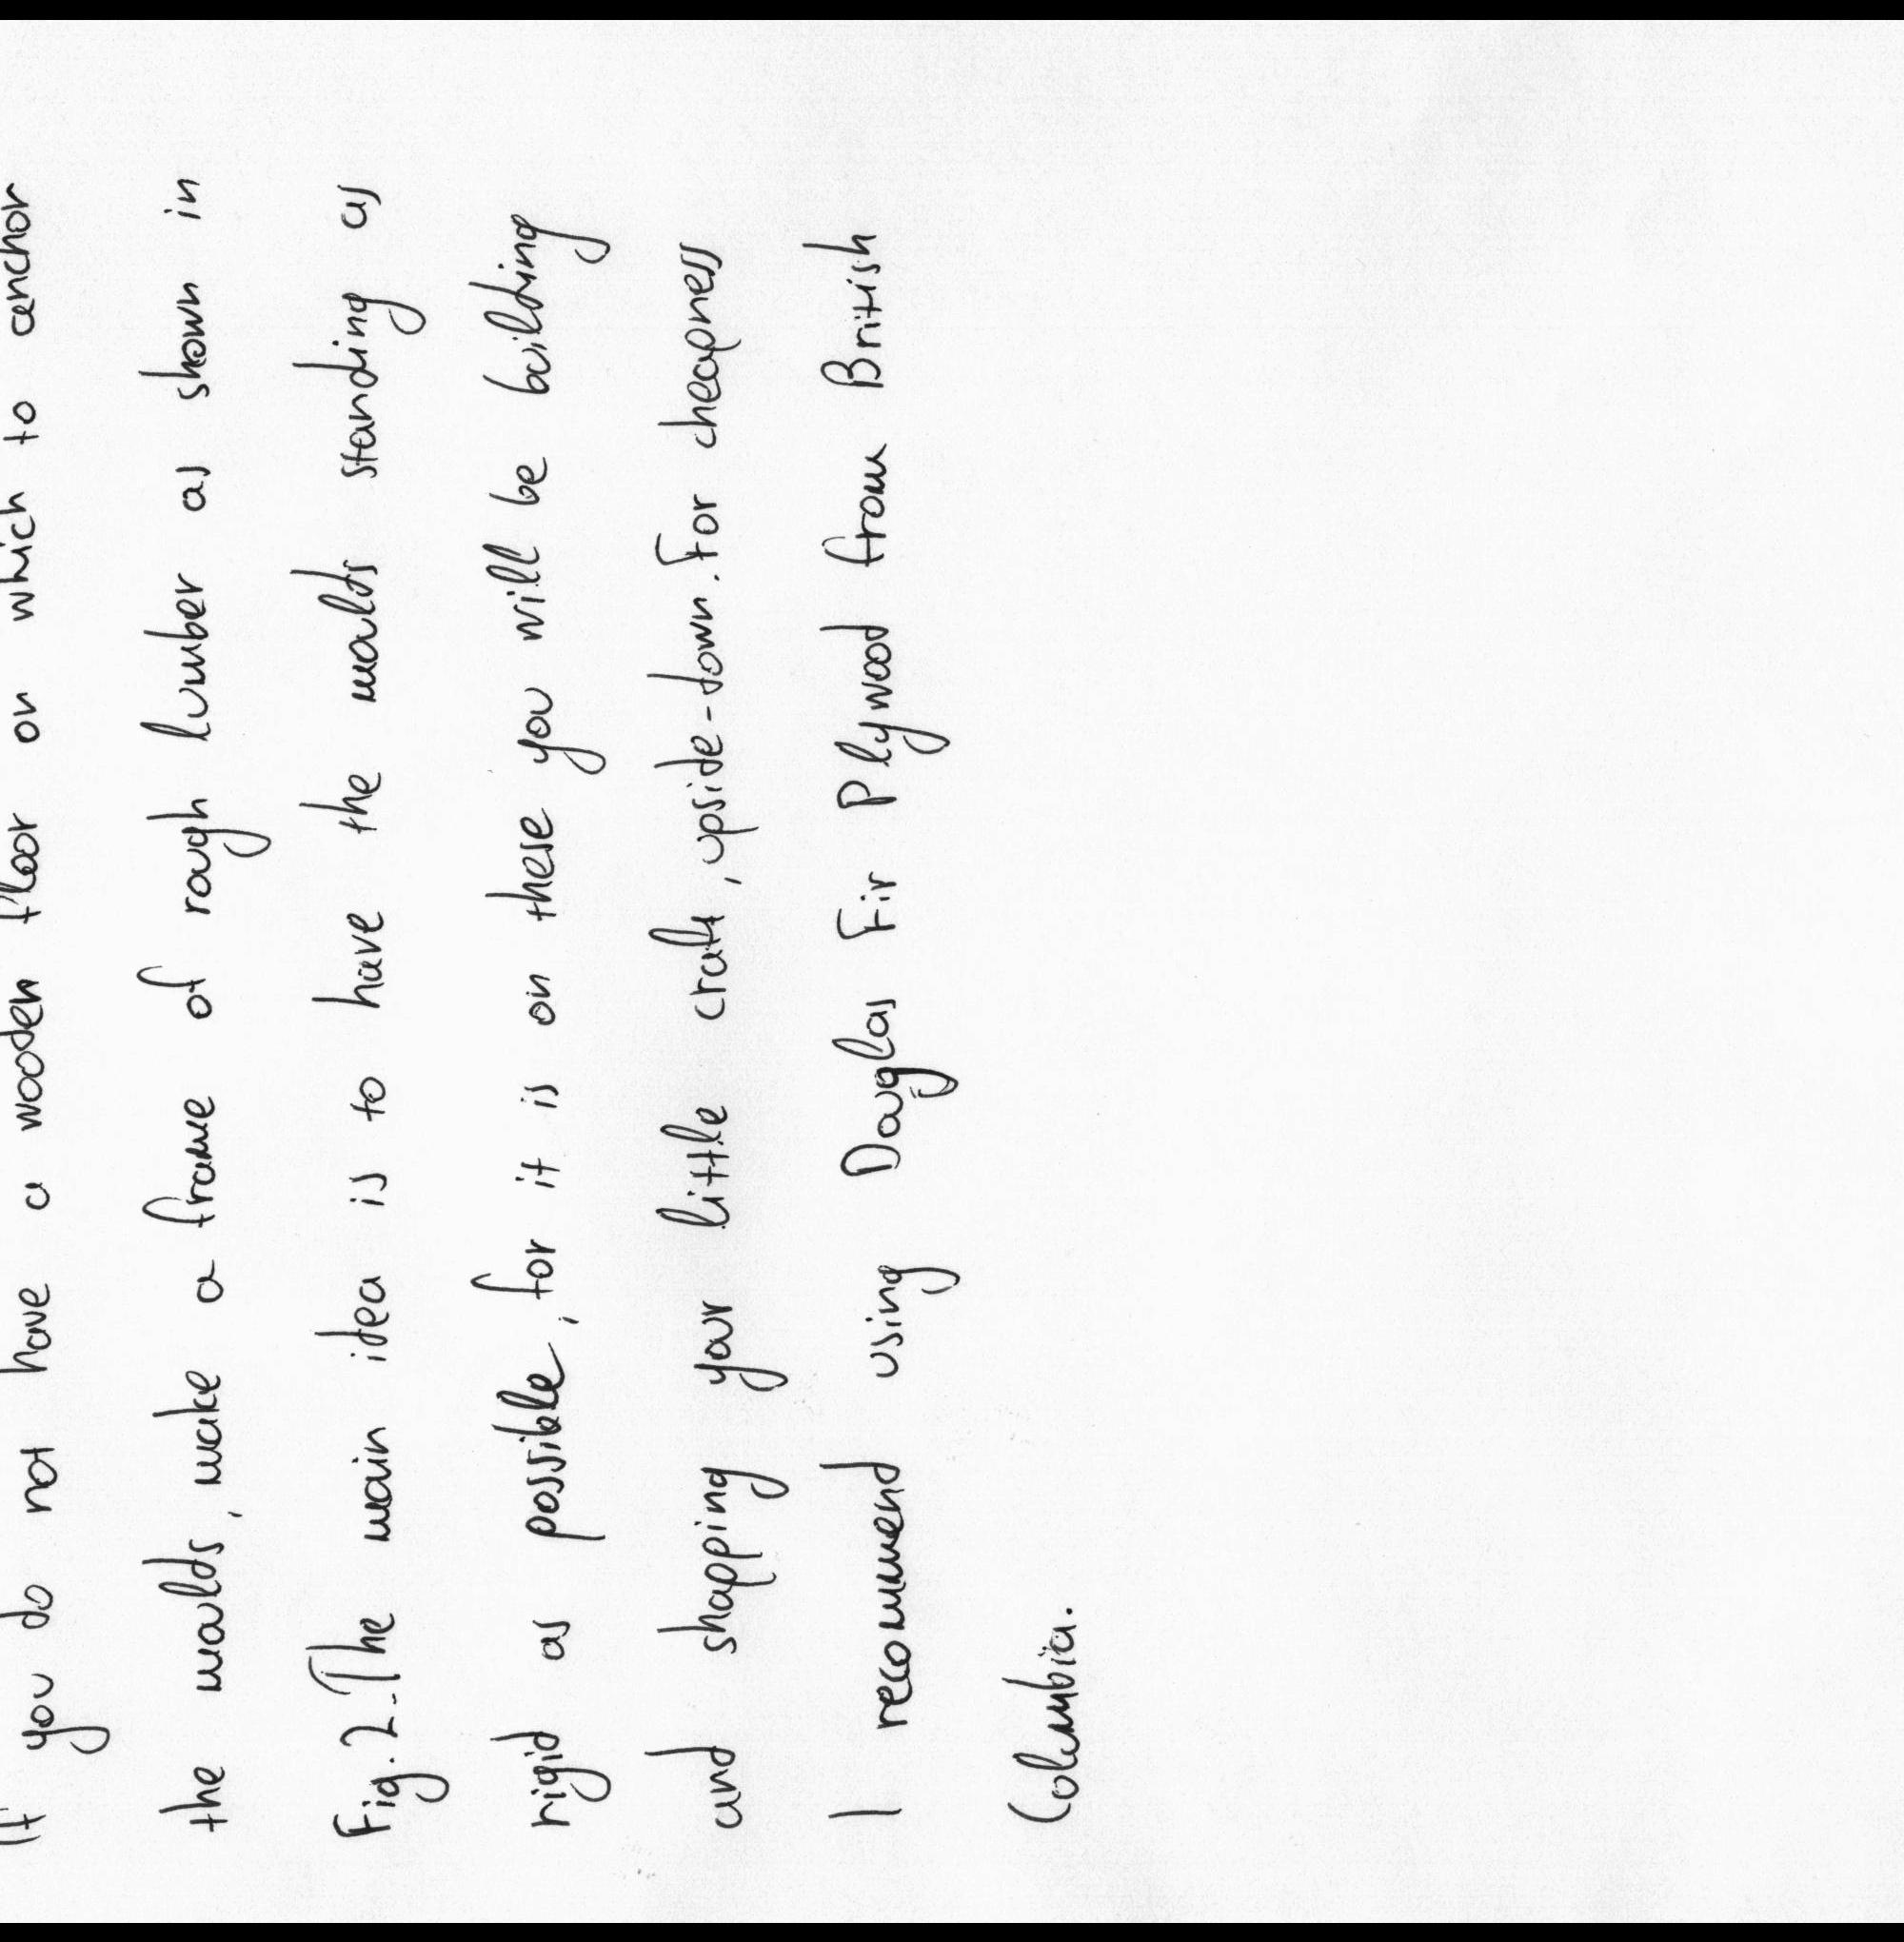 If you do not have a wooden floor on which to anchor
the moulds, make a frame of rough lumber as shown in
Fig. 2. The main idea is to have the moulds standing as
rigid as possible, for it is on these you will be building
and shapping your little craft, upside-down. For cheapness
I recommend using Douglas Fir Plywood from British
Columbia.